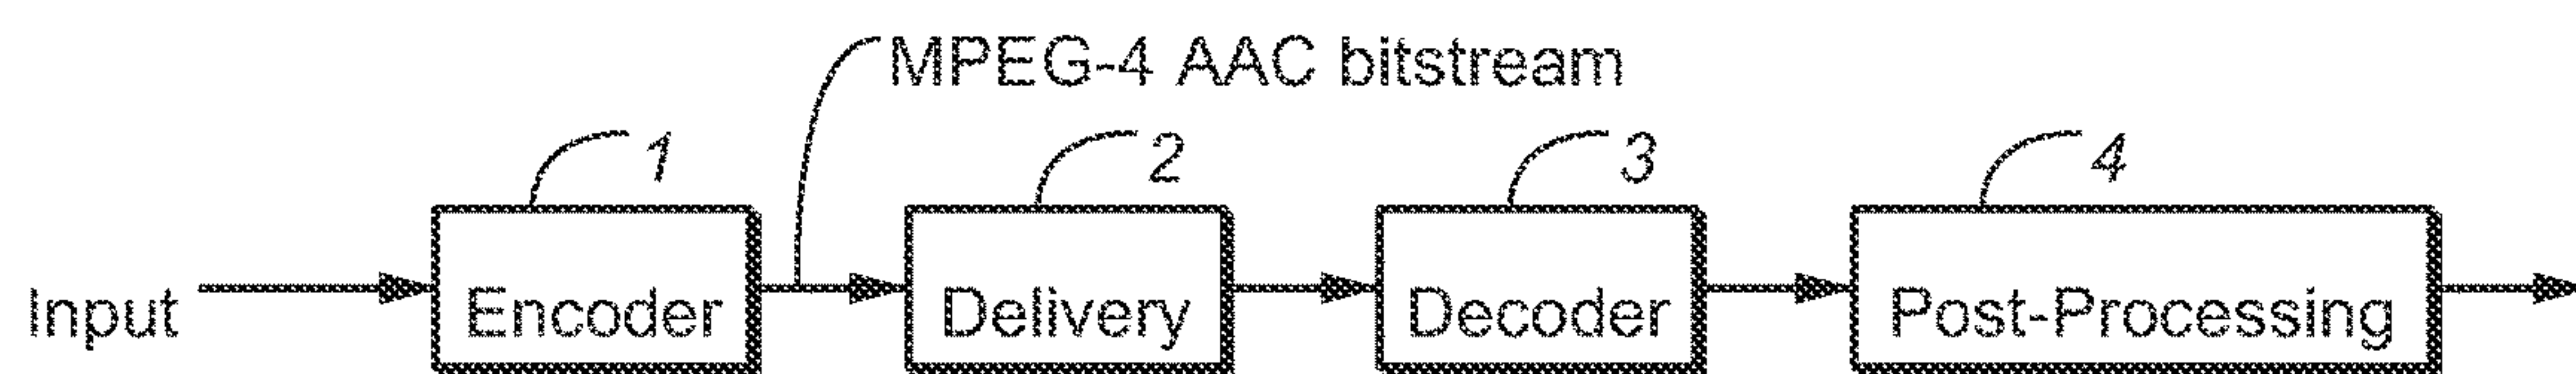 MPEG-4 AAC bitstream
1 2 3 4
Input Encoder Delivery Decoder Post-Processing